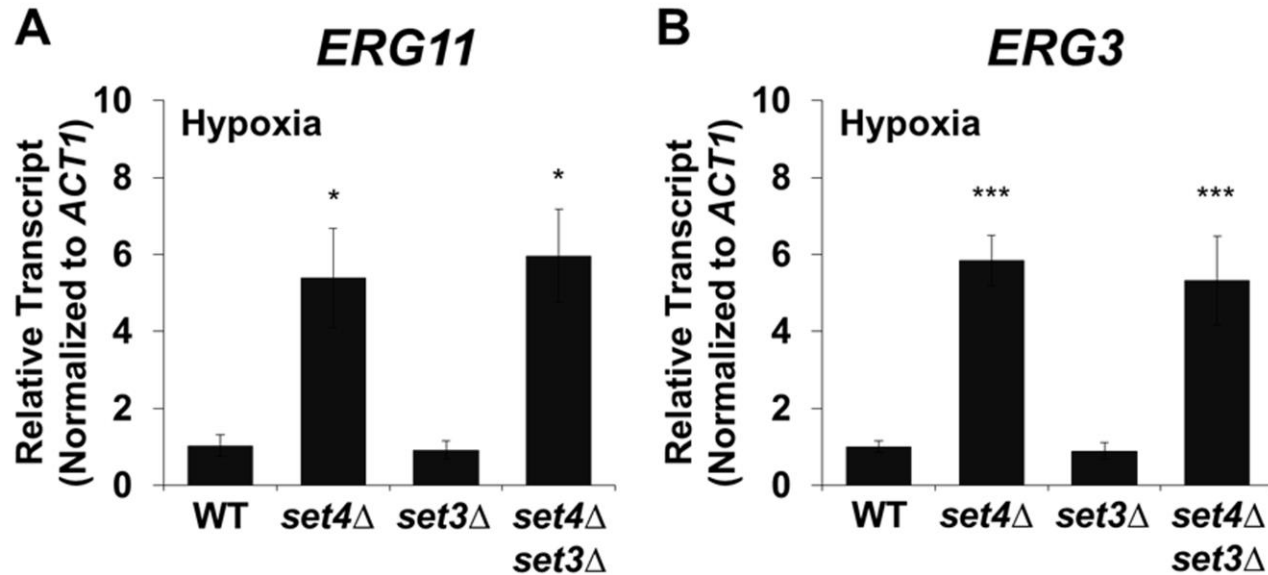 A
ERG11
Relative Transcript
(Normalized to ACT1)
10
8
6
4
2
0
Hypoxia
*
*
WT set4Δ set3Δ set4Δ
set3Δ
B
ERG3
Relative Transcript
(Normalized to ACT1)
10
8
6
4
2
0
Hypoxia
***
***
WT set4Δ set3Δ set4Δ
set3Δ